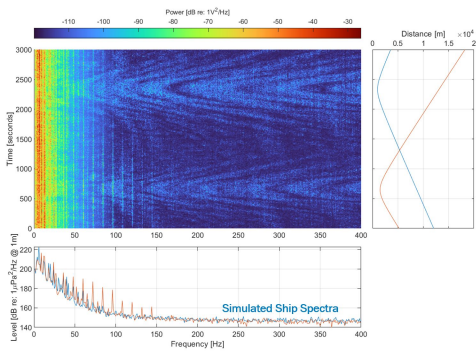 Power [dB re: 1V²/Hz]
-110 -100 -90 -80 -70 -60 -50 -40 -30
Distance [m] ×10⁴
0 0.5 1 1.5 2
Time [seconds]
3000
2500
2000
1500
1000
500
0
0 50 100 150 200 250 300 350 400
Level [dB re: 1μPa²/Hz @ 1m]
220
200
180
160
140
Simulated Ship Spectra
0 50 100 150 200 250 300 350 400
Frequency [Hz]